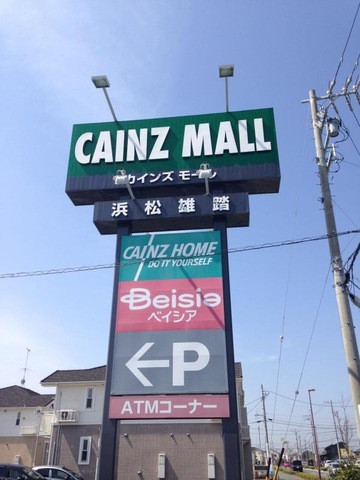 CAINZ MALL
カインズ モール
浜松雄踏
CAINZ HOME
DO IT YOURSELF
Beisia
ベイシア
←P
ATMコーナー